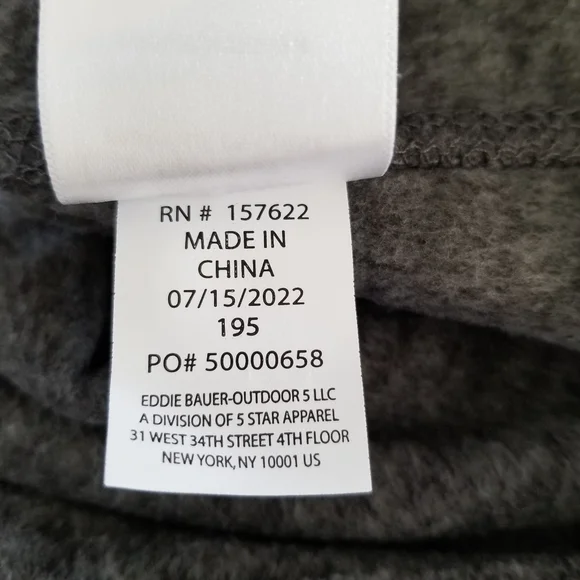 RN # 157622
MADE IN
CHINA
07/15/2022
195
PO# 50000658
EDDIE BAUER-OUTDOOR 5 LLC
A DIVISION OF 5 STAR APPAREL
31 WEST 34TH STREET 4TH FLOOR
NEW YORK,NY 10001 US